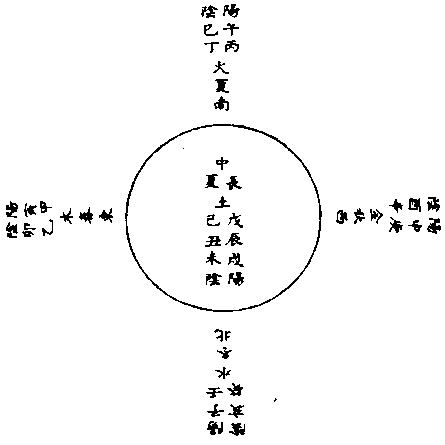 陽午丙
陰巳丁
火夏南
陽寅甲
陰卯乙
木春東
中
長夏
土
戊辰戌陽
己丑未陰
陽申庚
陰酉辛
金秋西
陽子壬
陰亥癸
水冬北